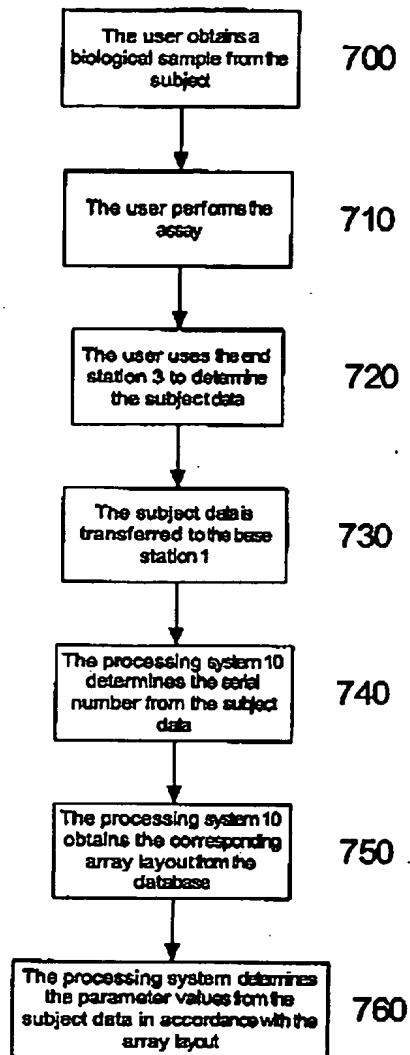 The user obtains a
biological sample from the
subject
700
The user performs the
assay
710
The user uses the end
station 3 to determine
the subject data
720
The subject data is
transferred to the base
station 1
730
The processing system 10
determines the serial
number from the subject
data
740
The processing system 10
obtains the corresponding
array layout from the
database
750
The processing system determines
the parameter values from the
subject data in accordance with the
array layout
760